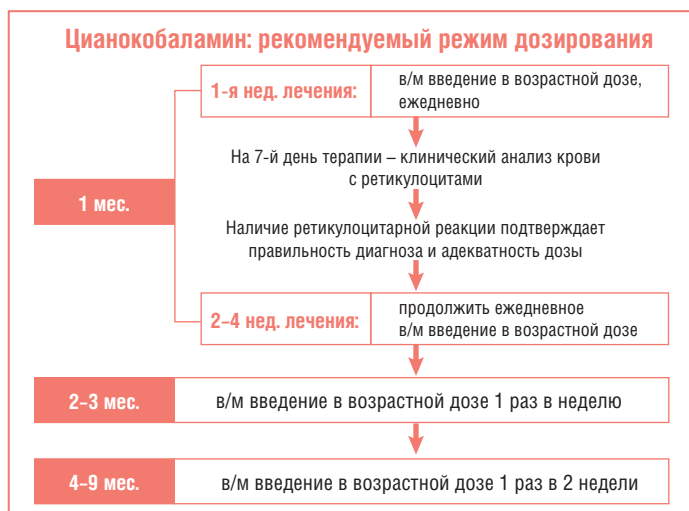 Цианокобаламин: рекомендуемый режим дозирования
1-я нед. лечения:
в/м введение в возрастной дозе,
ежедневно
На 7-й день терапии – клинический анализ крови
с ретикулоцитами
1 мес.
Наличие ретикулоцитарной реакции подтверждает
правильность диагноза и адекватность дозы
2–4 нед. лечения:
продолжить ежедневное
в/м введение в возрастной дозе
2–3 мес.
в/м введение в возрастной дозе 1 раз в неделю
4–9 мес.
в/м введение в возрастной дозе 1 раз в 2 недели